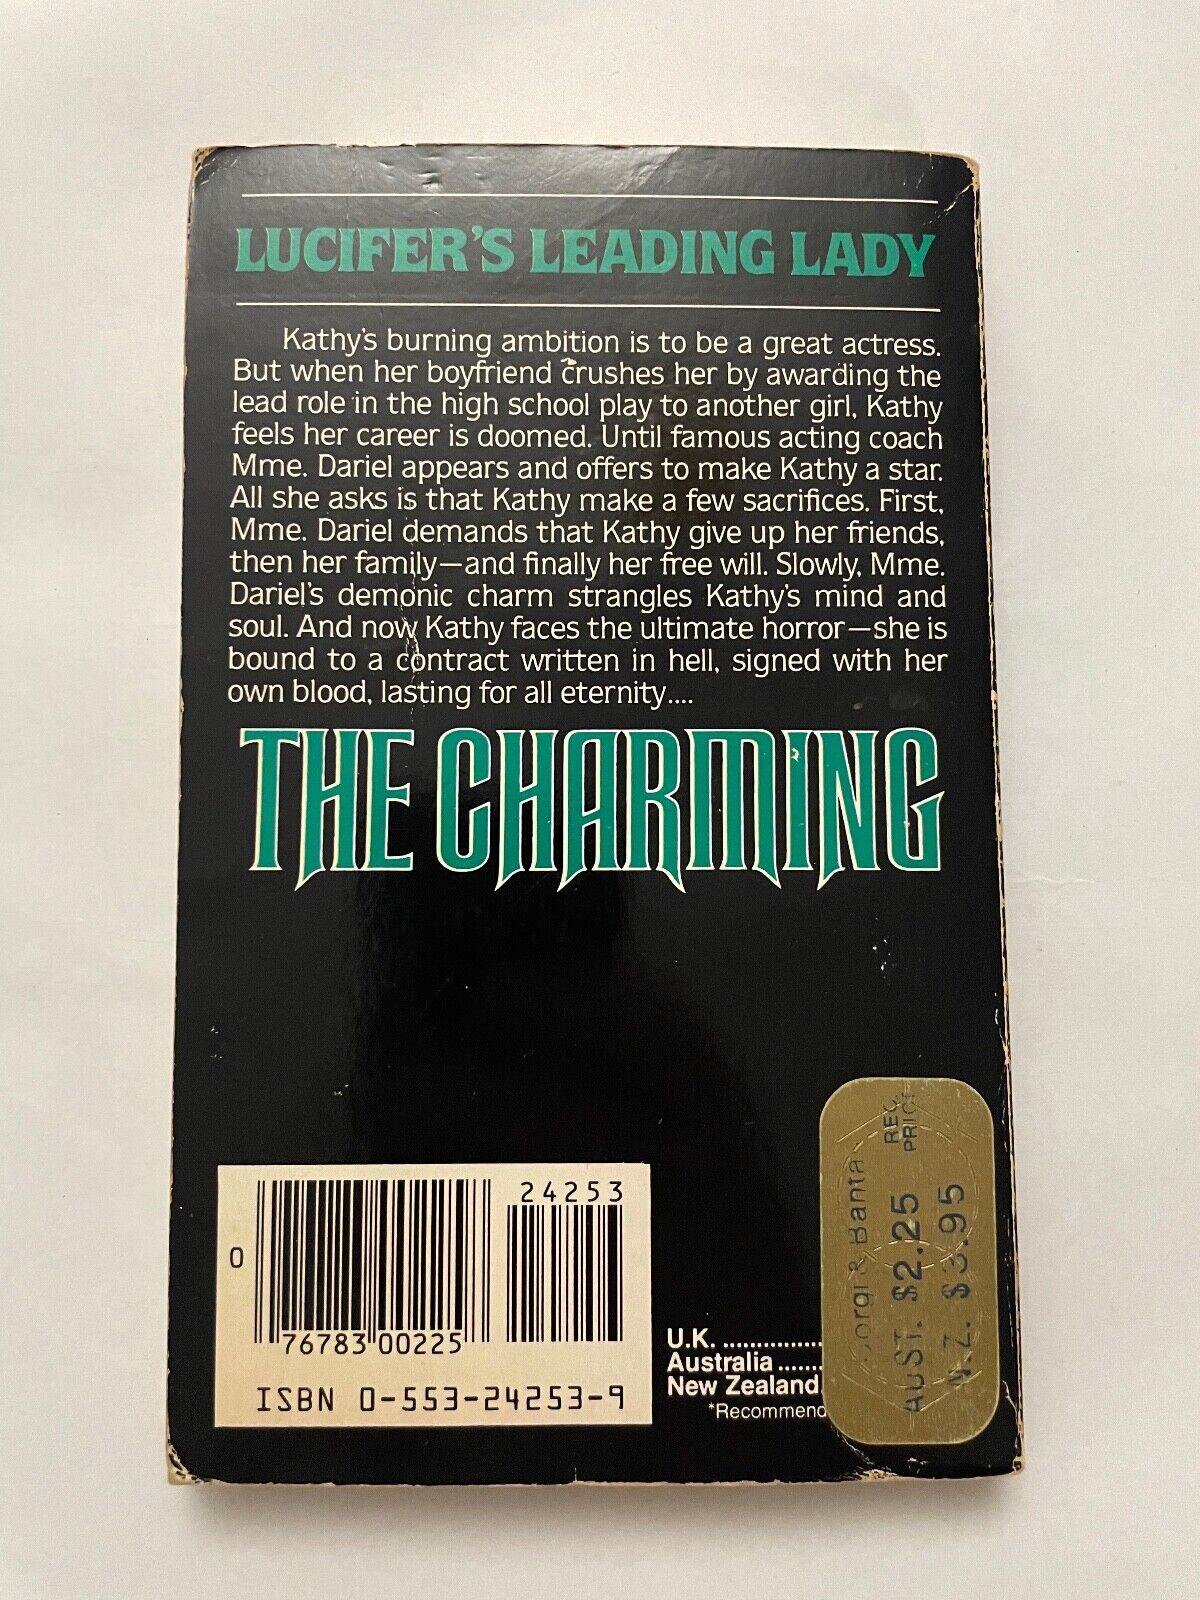 LUCIFER'S LEADING LADY
Kathy's burning ambition is to be a great actress.
But when her boyfriend crushes her by awarding the
lead role in the high school play to another girl, Kathy
feels her career is doomed. Until famous acting coach
Mme. Dariel appears and offers to make Kathy a star.
All she asks is that Kathy make a few sacrifices. First,
Mme. Dariel demands that Kathy give up her friends,
then her family—and finally her free will. Slowly, Mme.
Dariel's demonic charm strangles Kathy's mind and
soul. And now Kathy faces the ultimate horror—she is
bound to a contract written in hell, signed with her
own blood, lasting for all eternity....
THE CHARMING
24253
0
76783 00225
ISBN 0-553-24253-9
U.K. ...............
Australia ......
New Zealand.
*Recommend
& Banta
REC.
PRICE
AUST. $2.25
N.Z. $3.95